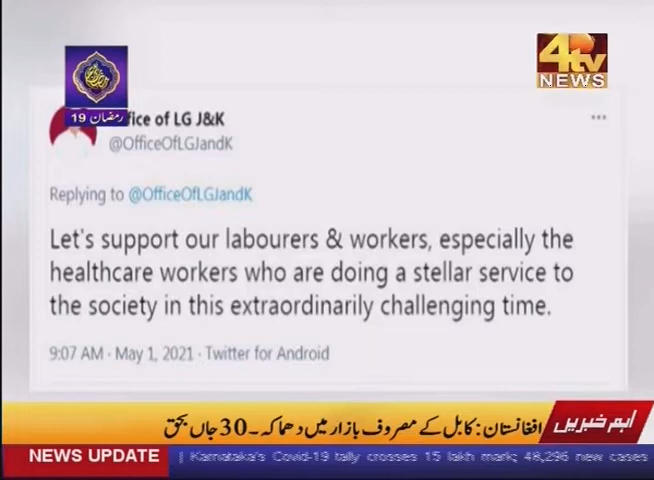 4tv
NEWS
رمضان 19
ffice of LG J&K
@OfficeOfLGJandK
...
Replying to @OfficeOfLGJandK
Let's support our labourers & workers, especially the
healthcare workers who are doing a stellar service to
the society in this extraordinarily challenging time.
9:07 AM · May 1, 2021 · Twitter for Android
اہم خبریں
افغانستان: کابل کے مصروف بازار میں دھماکہ۔ 30 جاں بحق
NEWS UPDATE
| Karnataka's Covid-19 tally crosses 15 lakh mark; 48,296 new cases